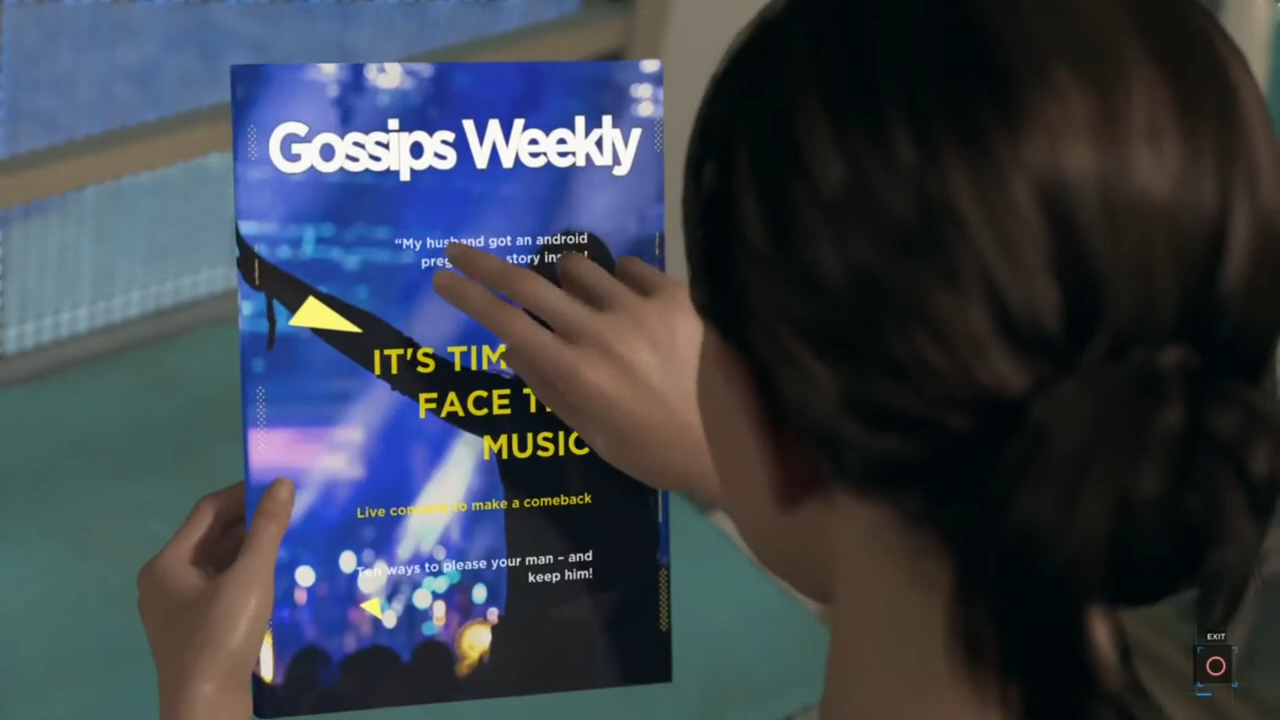 Gossips Weekly
“My husband got an android
story
IT'S
FACE
MUSIC
Live to make a comeback
Ten ways to please your man – and
keep him!
EXIT